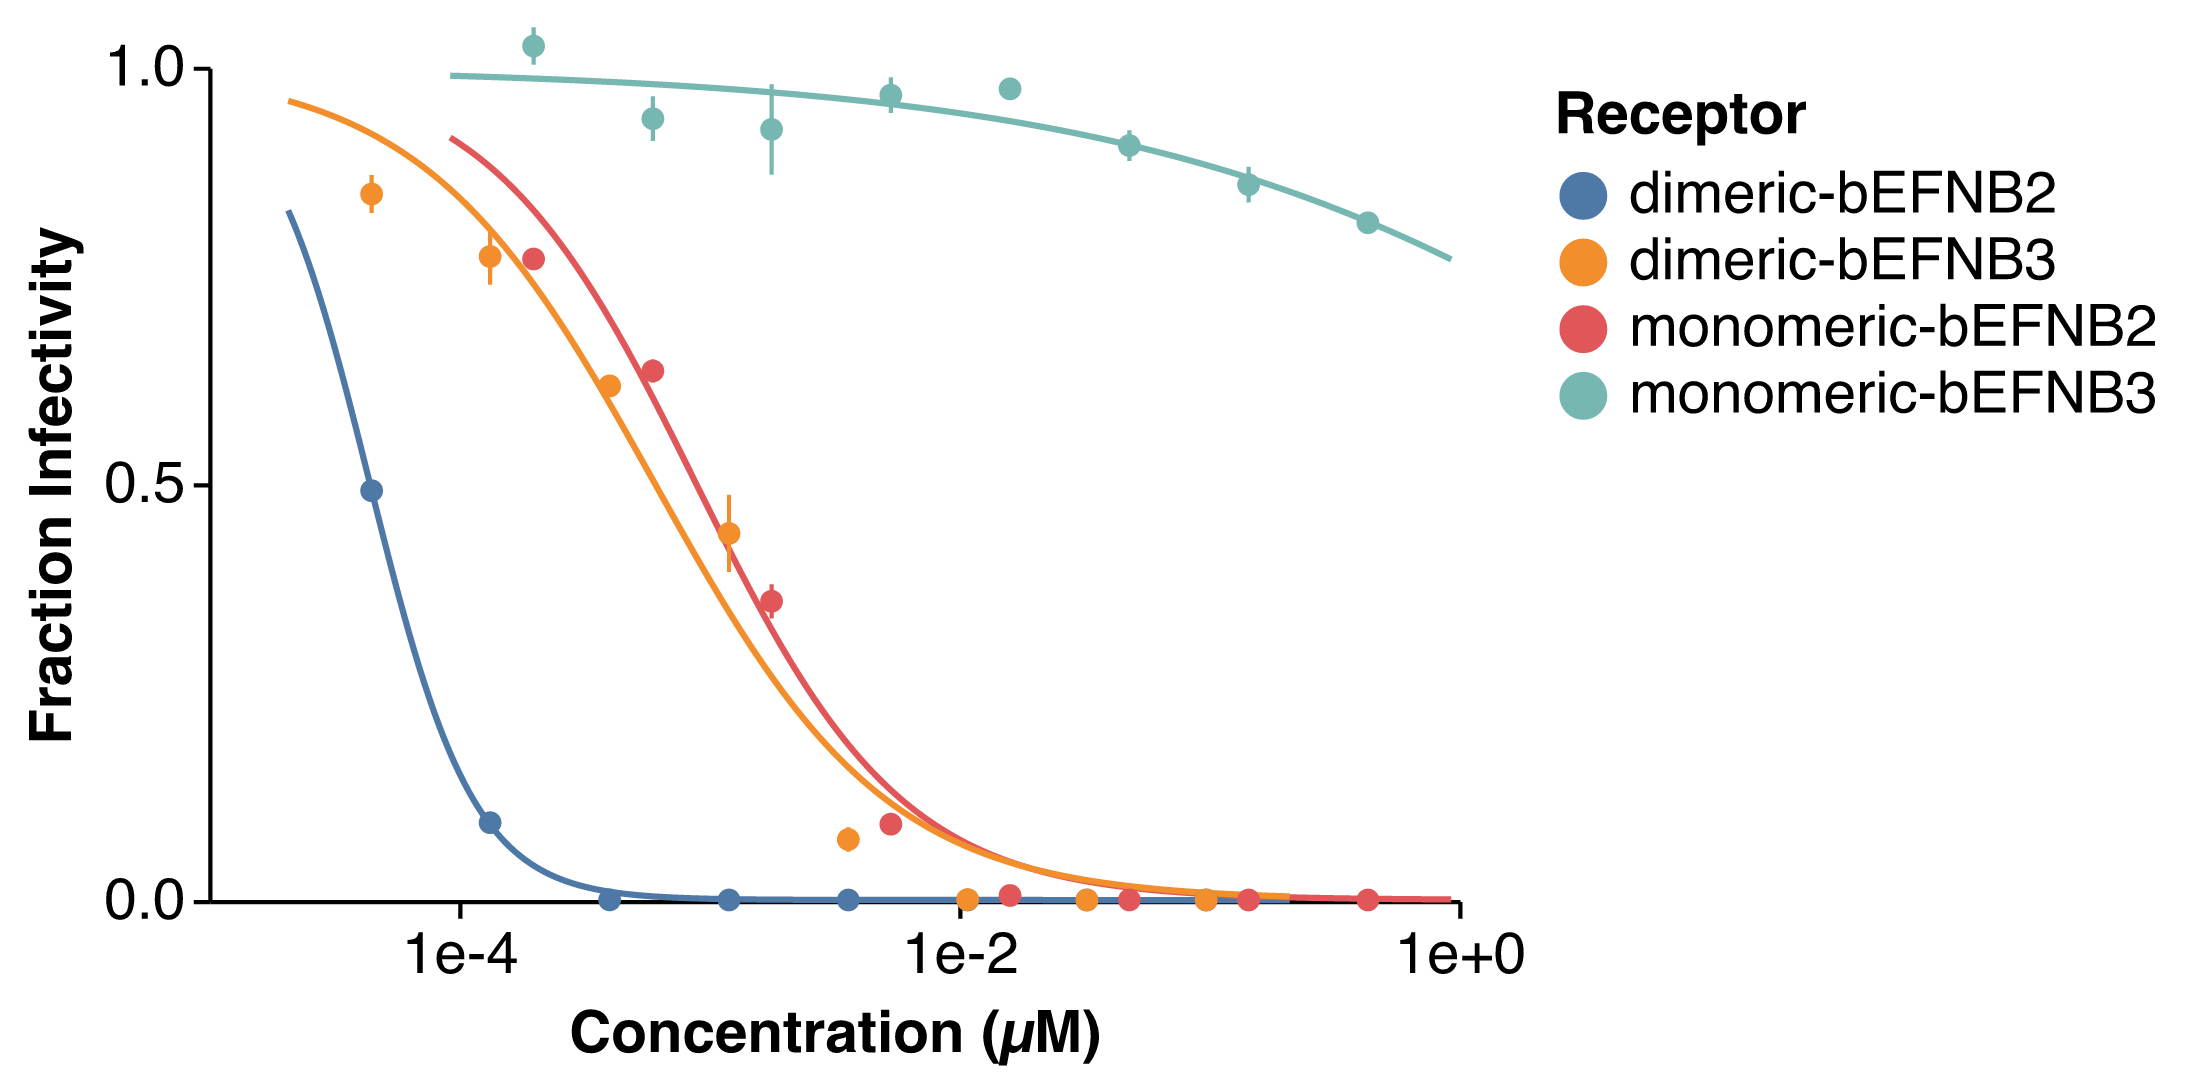 Fraction Infectivity
1.0
0.5
0.0
1e-4
1e-2
1e+0
Concentration (µM)
Receptor
dimeric-bEFNB2
dimeric-bEFNB3
monomeric-bEFNB2
monomeric-bEFNB3